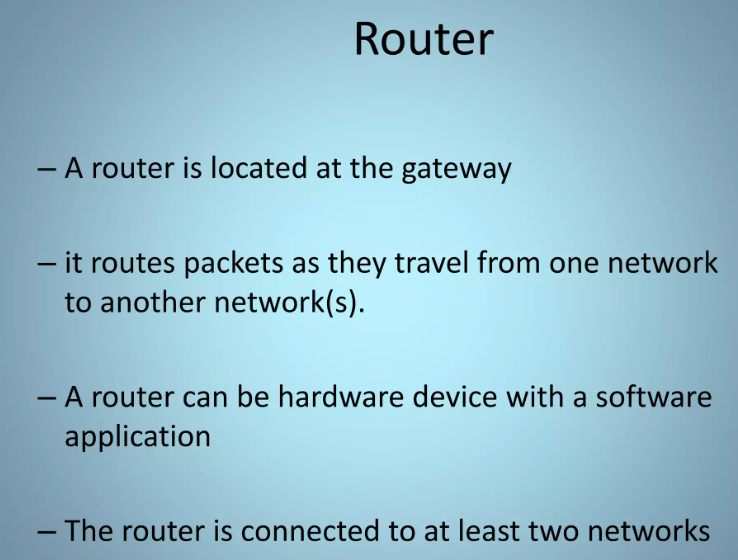 Router
– A router is located at the gateway
– it routes packets as they travel from one network
to another network(s).
– A router can be hardware device with a software
application
– The router is connected to at least two networks